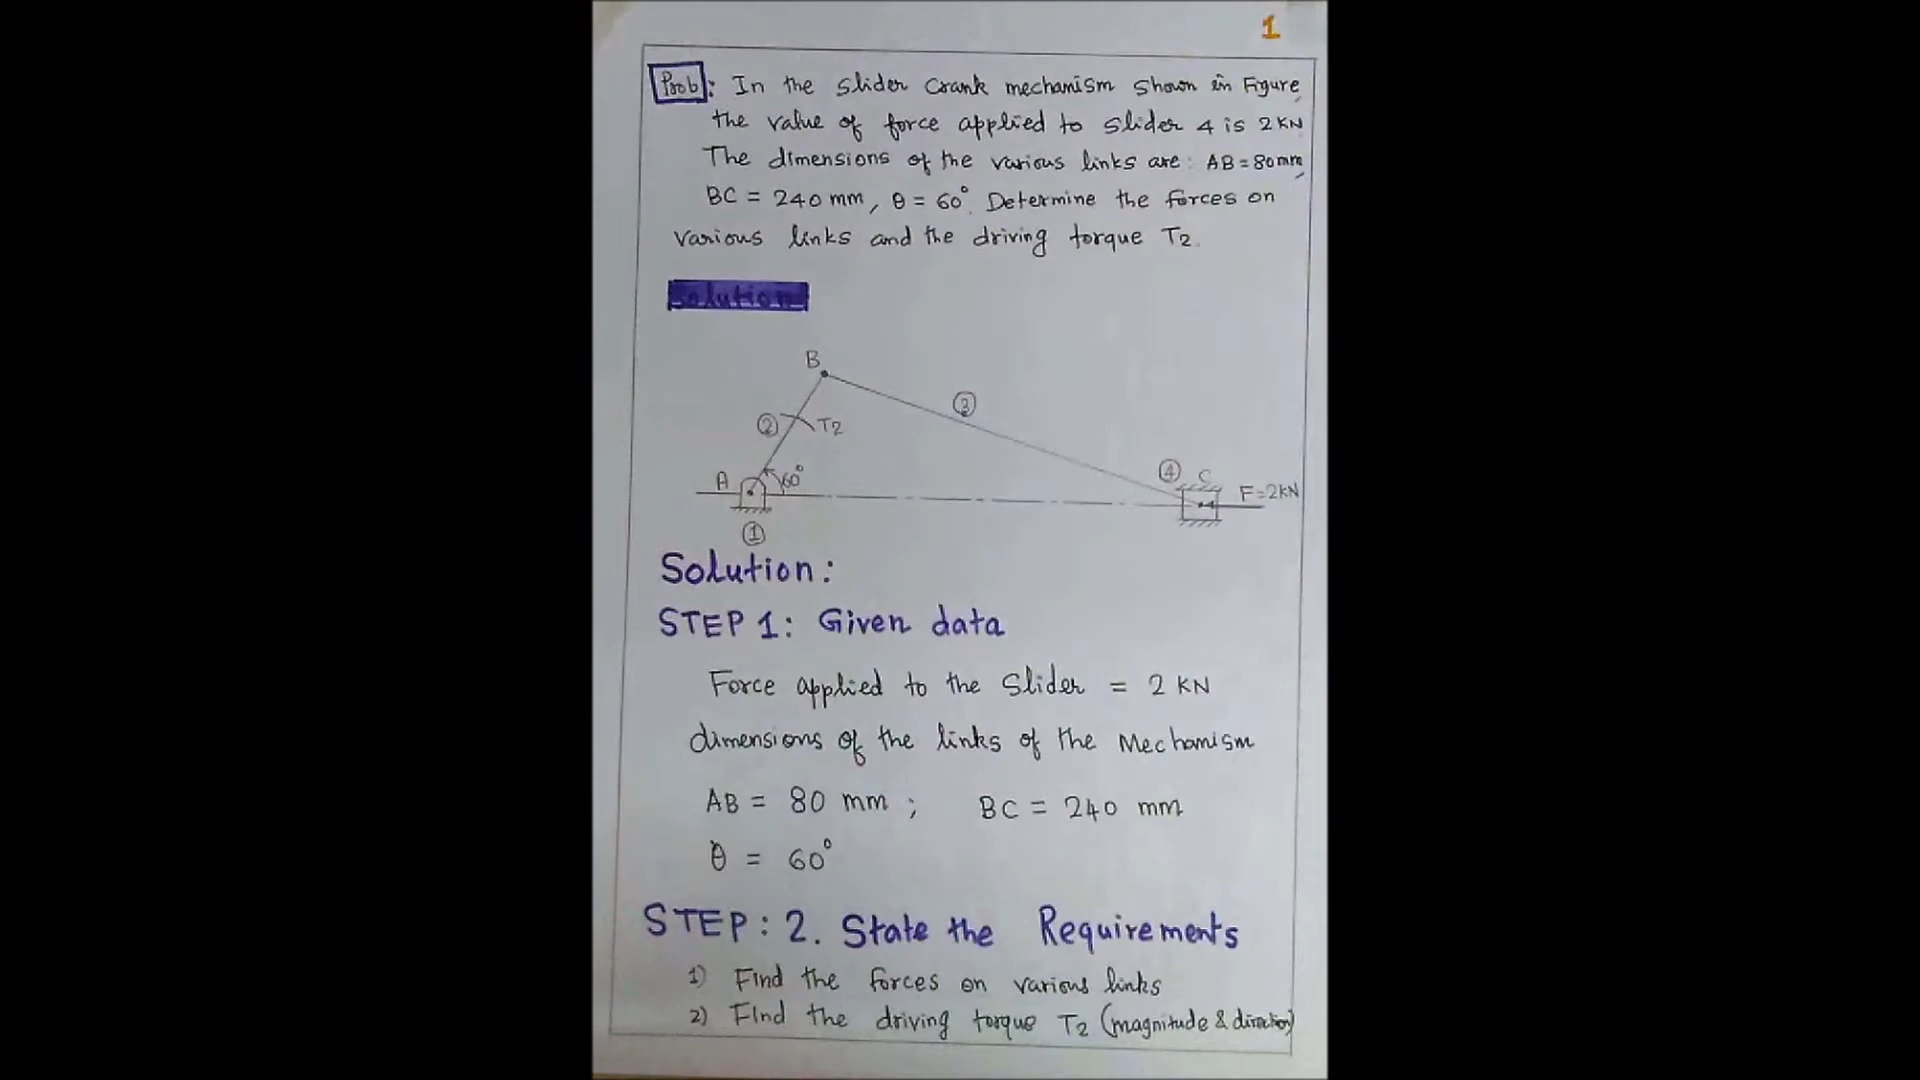 1
Prob: In the slider crank mechanism shown in Figure,
the value of force applied to slider 4 is 2 KN
The dimensions of the various links are: AB = 80 mm,
BC = 240 mm, θ = 60°. Determine the forces on
various links and the driving torque T2.
Solution
B
3
2
T2
4
C
A
60°
F=2KN
1
Solution:
STEP 1: Given data
Force applied to the slider = 2 KN
dimensions of the links of the Mechanism
AB = 80 mm ; BC = 240 mm
θ = 60°
STEP: 2. State the Requirements
1) Find the forces on various links
2) Find the driving torque T2 (magnitude & direction)